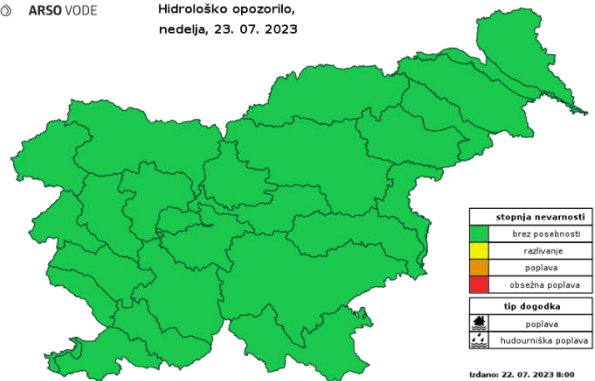 ARSO VODE
Hidrološko opozorilo,
nedelja, 23. 07. 2023
stopnja nevarnosti
brez posebnosti
razlivanje
poplava
obsežna poplava
tip dogodka
poplava
hudourniška poplava
Izdano: 22. 07. 2023 8:00